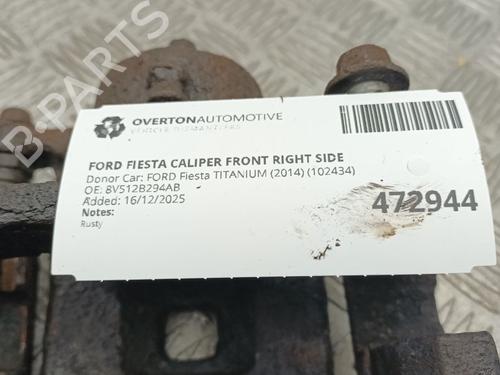 B-PARTS
OVERTONAUTOMOTIVE
VEHICLE DISMANTLERS
FORD FIESTA CALIPER FRONT RIGHT SIDE
Donor Car: FORD Fiesta TITANIUM (2014) (102434)
OE: 8V512B294AB
Added: 16/12/2025
Notes:
Rusty
472944